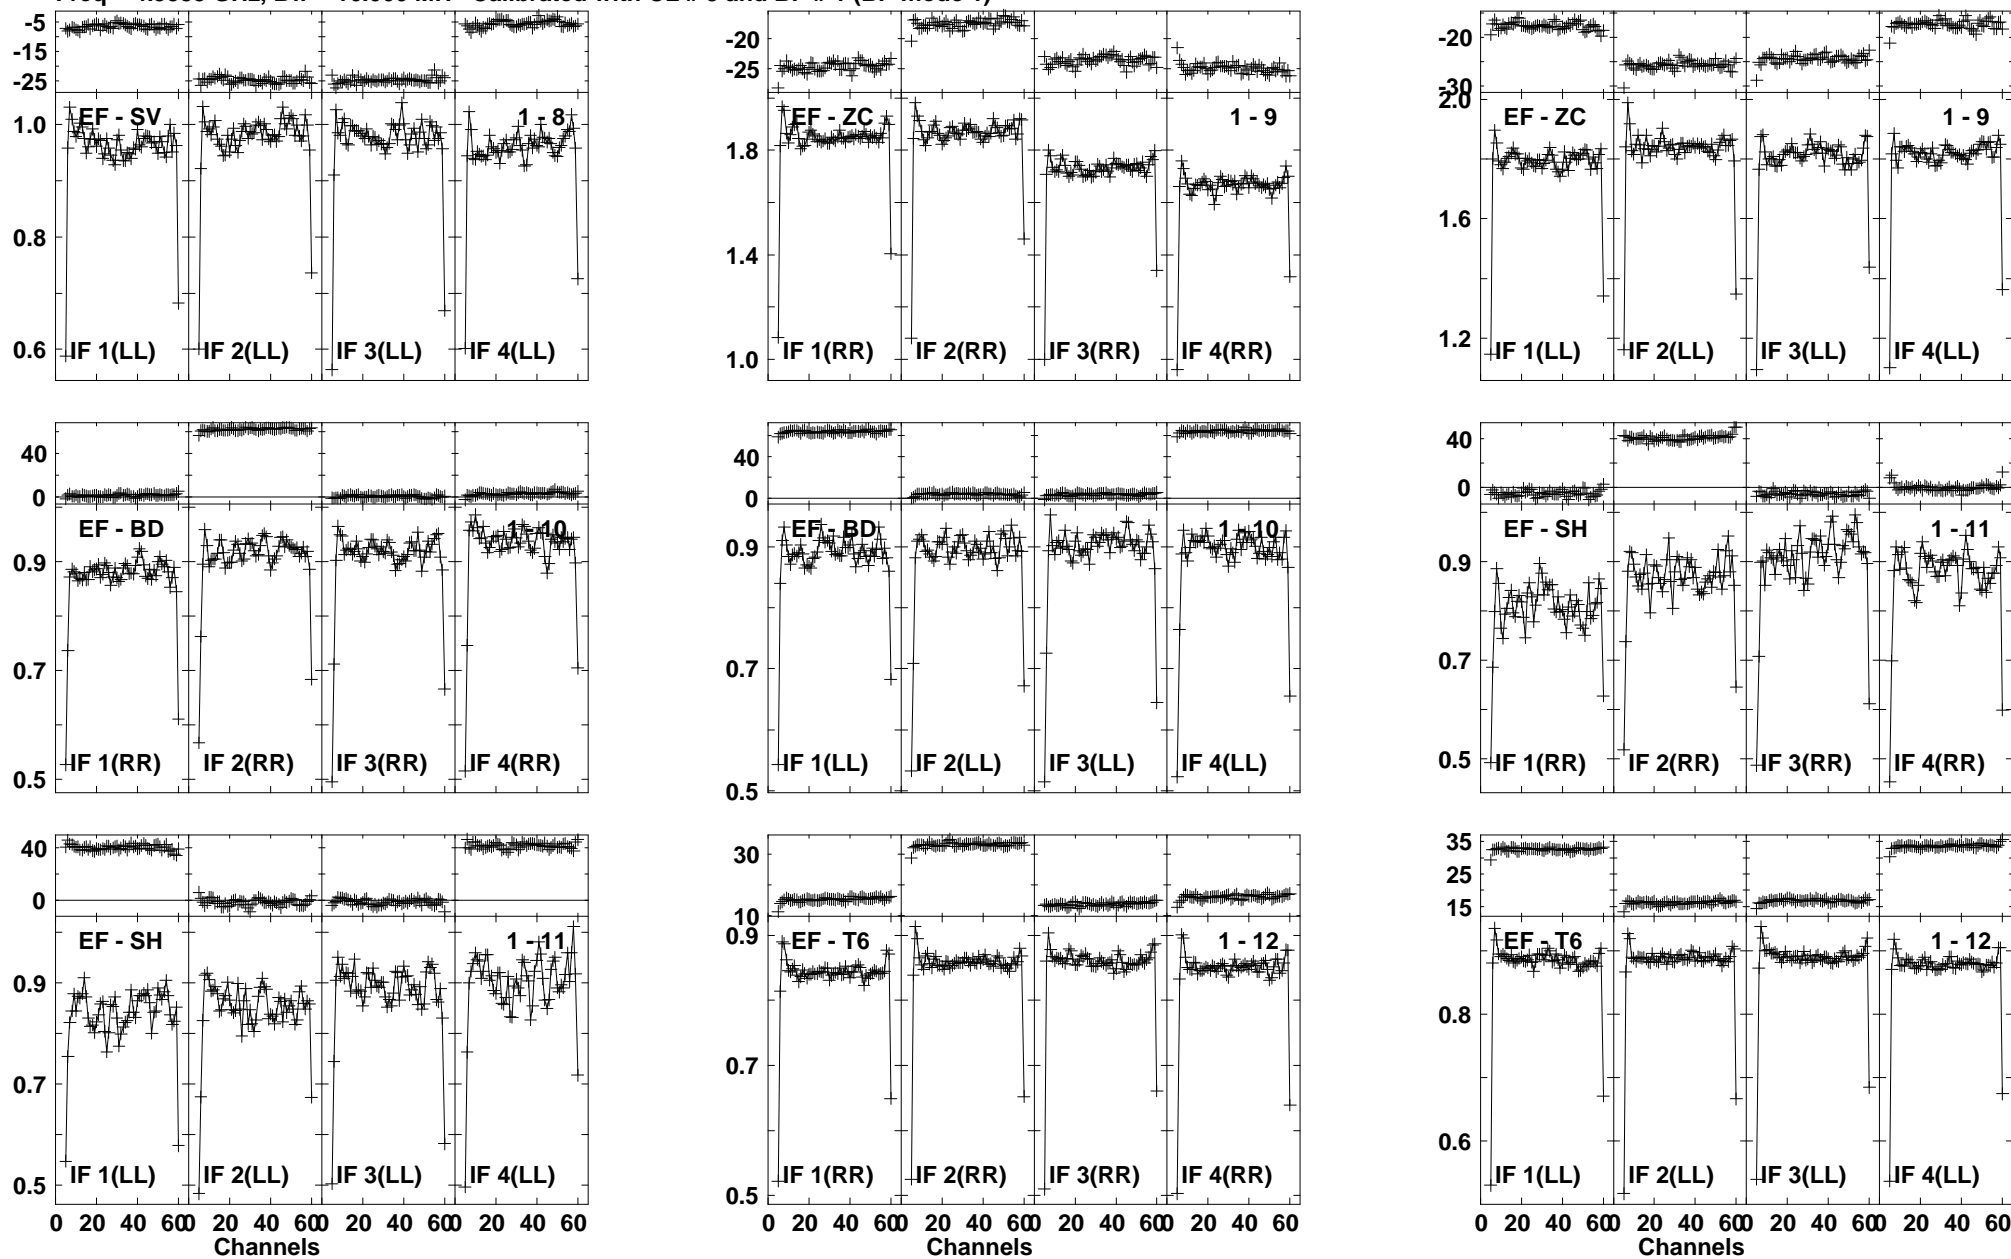 -5
-15
-25
EF - SV
1 - 8
1.0
0.8
0.6
IF 1(LL)
IF 2(LL)
IF 3(LL)
IF 4(LL)
-20
-25
EF - ZC
1 - 9
1.8
1.4
1.0
IF 1(RR)
IF 2(RR)
IF 3(RR)
IF 4(RR)
-20
-30
2.0
EF - ZC
1 - 9
1.6
1.2
IF 1(LL)
IF 2(LL)
IF 3(LL)
IF 4(LL)
40
0
EF - BD
1 - 10
0.9
0.7
0.5
IF 1(RR)
IF 2(RR)
IF 3(RR)
IF 4(RR)
40
0
EF - BD
1 - 10
0.9
0.7
0.5
IF 1(LL)
IF 2(LL)
IF 3(LL)
IF 4(LL)
40
0
EF - SH
1 - 11
0.9
0.7
0.5
IF 1(RR)
IF 2(RR)
IF 3(RR)
IF 4(RR)
40
0
EF - SH
1 - 11
0.9
0.7
0.5
IF 1(LL)
IF 2(LL)
IF 3(LL)
IF 4(LL)
0 20 40 60 0 20 40 60 0 20 40 60 0 20 40 60
Channels
30
10
EF - T6
1 - 12
0.9
0.7
0.5
IF 1(RR)
IF 2(RR)
IF 3(RR)
IF 4(RR)
0 20 40 60 0 20 40 60 0 20 40 60 0 20 40 60
Channels
35
25
15
EF - T6
1 - 12
0.8
0.6
IF 1(LL)
IF 2(LL)
IF 3(LL)
IF 4(LL)
0 20 40 60 0 20 40 60 0 20 40 60 0 20 40 60
Channels